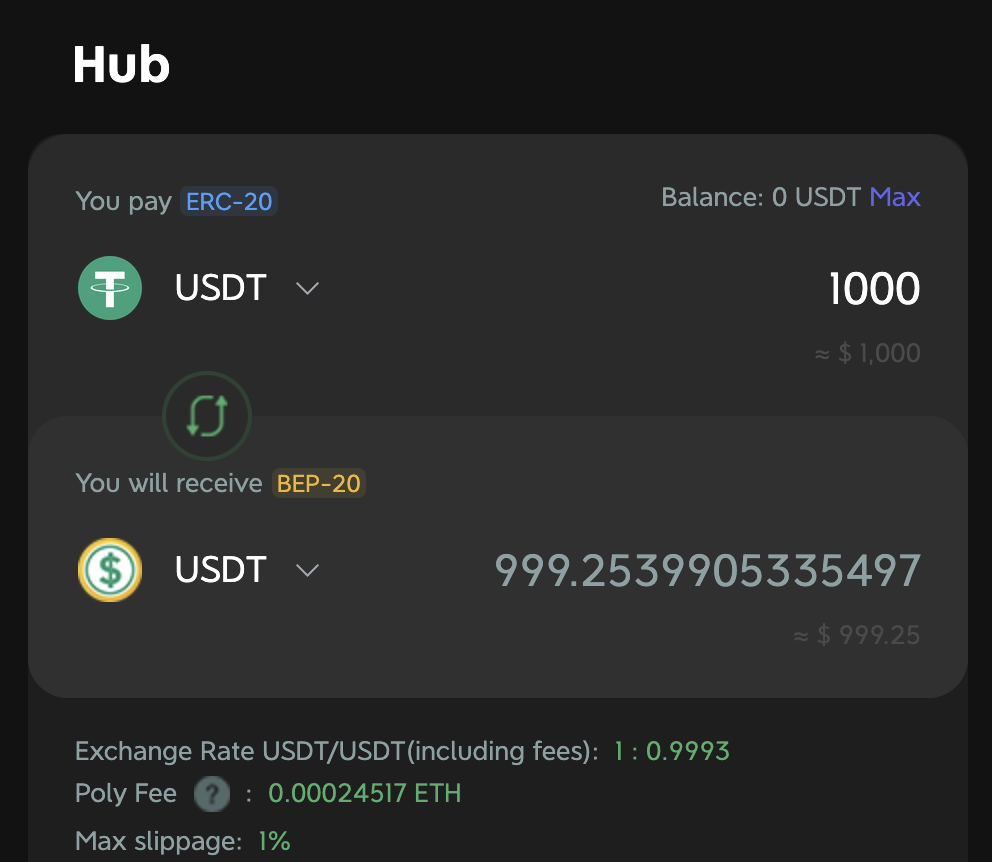 Hub
You pay ERC-20 Balance: 0 USDT Max
USDT 1000
≈ $ 1,000
You will receive BEP-20
$ USDT 999.2539905335497
≈ $ 999.25
Exchange Rate USDT/USDT(including fees): 1 : 0.9993
Poly Fee ? : 0.00024517 ETH
Max slippage: 1%